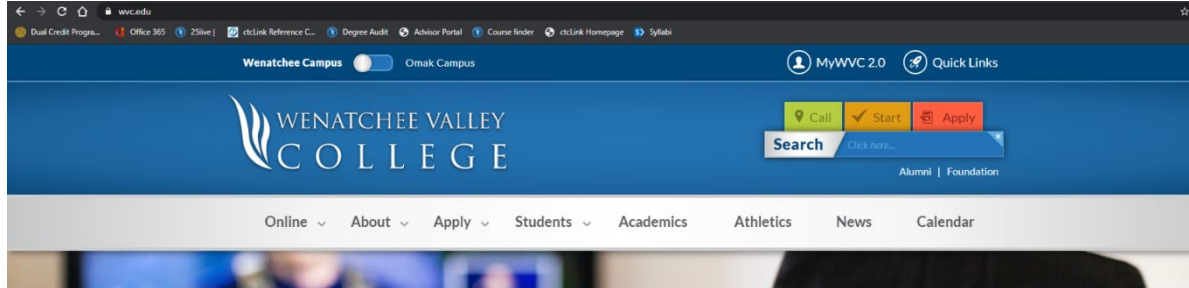 wvc.edu
Dual Credit Progra... Office 365 25live | ctcLink Reference C... Degree Audit Advisor Portal Course finder ctcLink Homepage Syllabi
Wenatchee Campus Omak Campus MyWVC 2.0 Quick Links
WENATCHEE VALLEY
COLLEGE
Call Start Apply
Search Click here...
Alumni | Foundation
Online About Apply Students Academics Athletics News Calendar